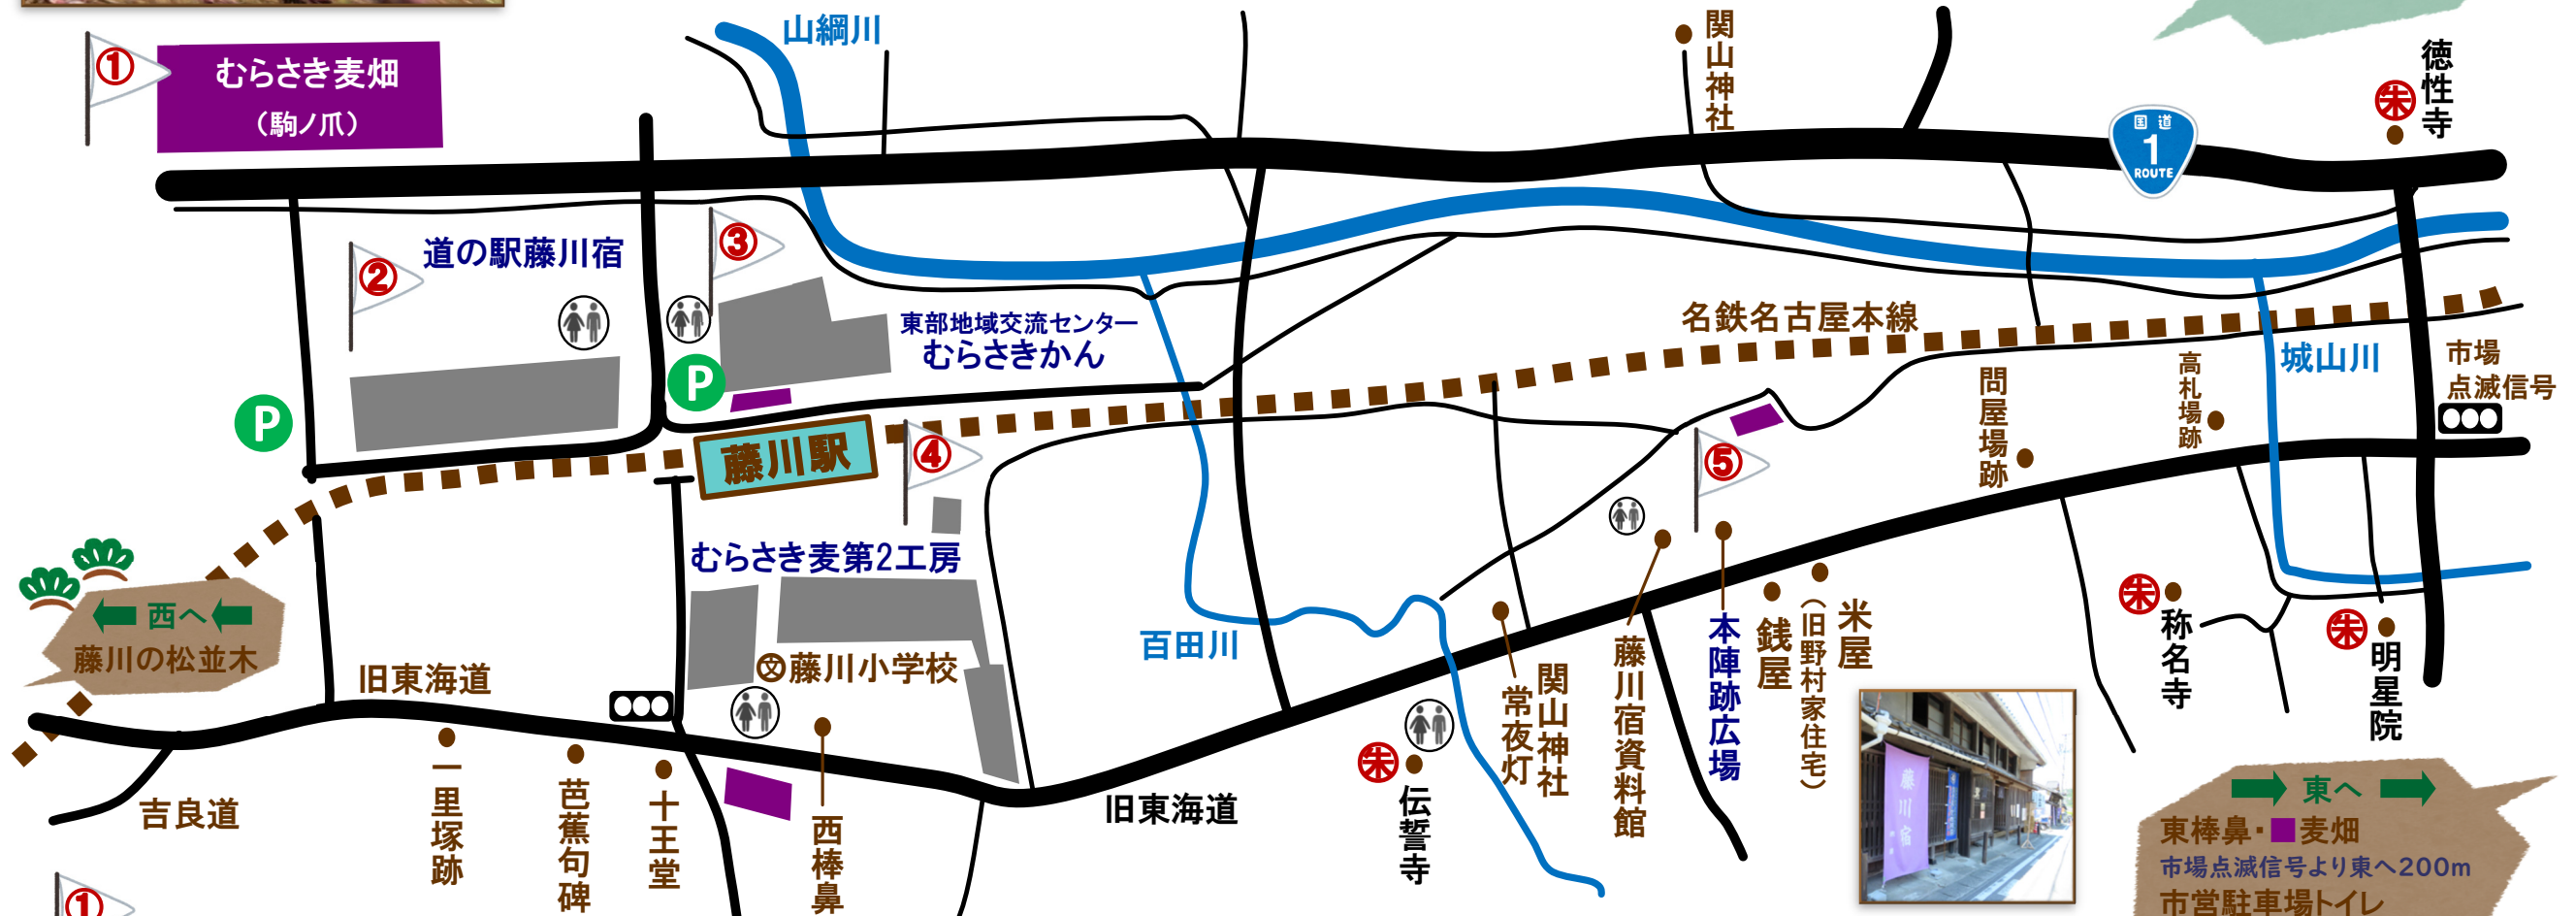 ①
むらさき麦畑
（駒ノ爪）
山綱川
関山神社
国道
1
ROUTE
朱
徳性寺
②
道の駅藤川宿
③
東部地域交流センター
むらさきかん
P
P
名鉄名古屋本線
城山川
市場
点滅信号
高札場跡
問屋場跡
藤川駅
④
⑤
むらさき麦第2工房
西へ
藤川の松並木
旧東海道
文藤川小学校
百田川
吉良道
一里塚跡
芭蕉句碑
十王堂
西棒鼻
旧東海道
朱
伝誓寺
関山神社
常夜灯
藤川宿資料館
本陣跡広場
銭屋
米屋
（旧野村家住宅）
朱
称名寺
朱
明星院
藤川宿
東へ
東棒鼻・■麦畑
市場点滅信号より東へ200m
市営駐車場トイレ
①